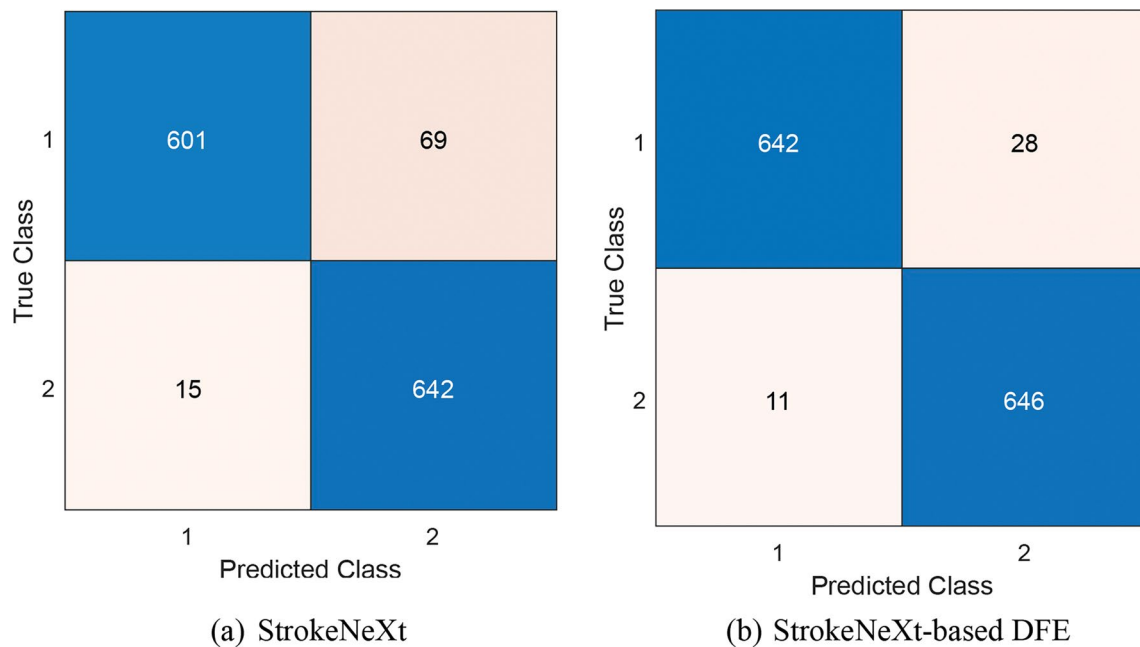 True Class
1
601
69
2
15
642
1
2
Predicted Class
(a) StrokeNeXt
True Class
1
642
28
2
11
646
1
2
Predicted Class
(b) StrokeNeXt-based DFE